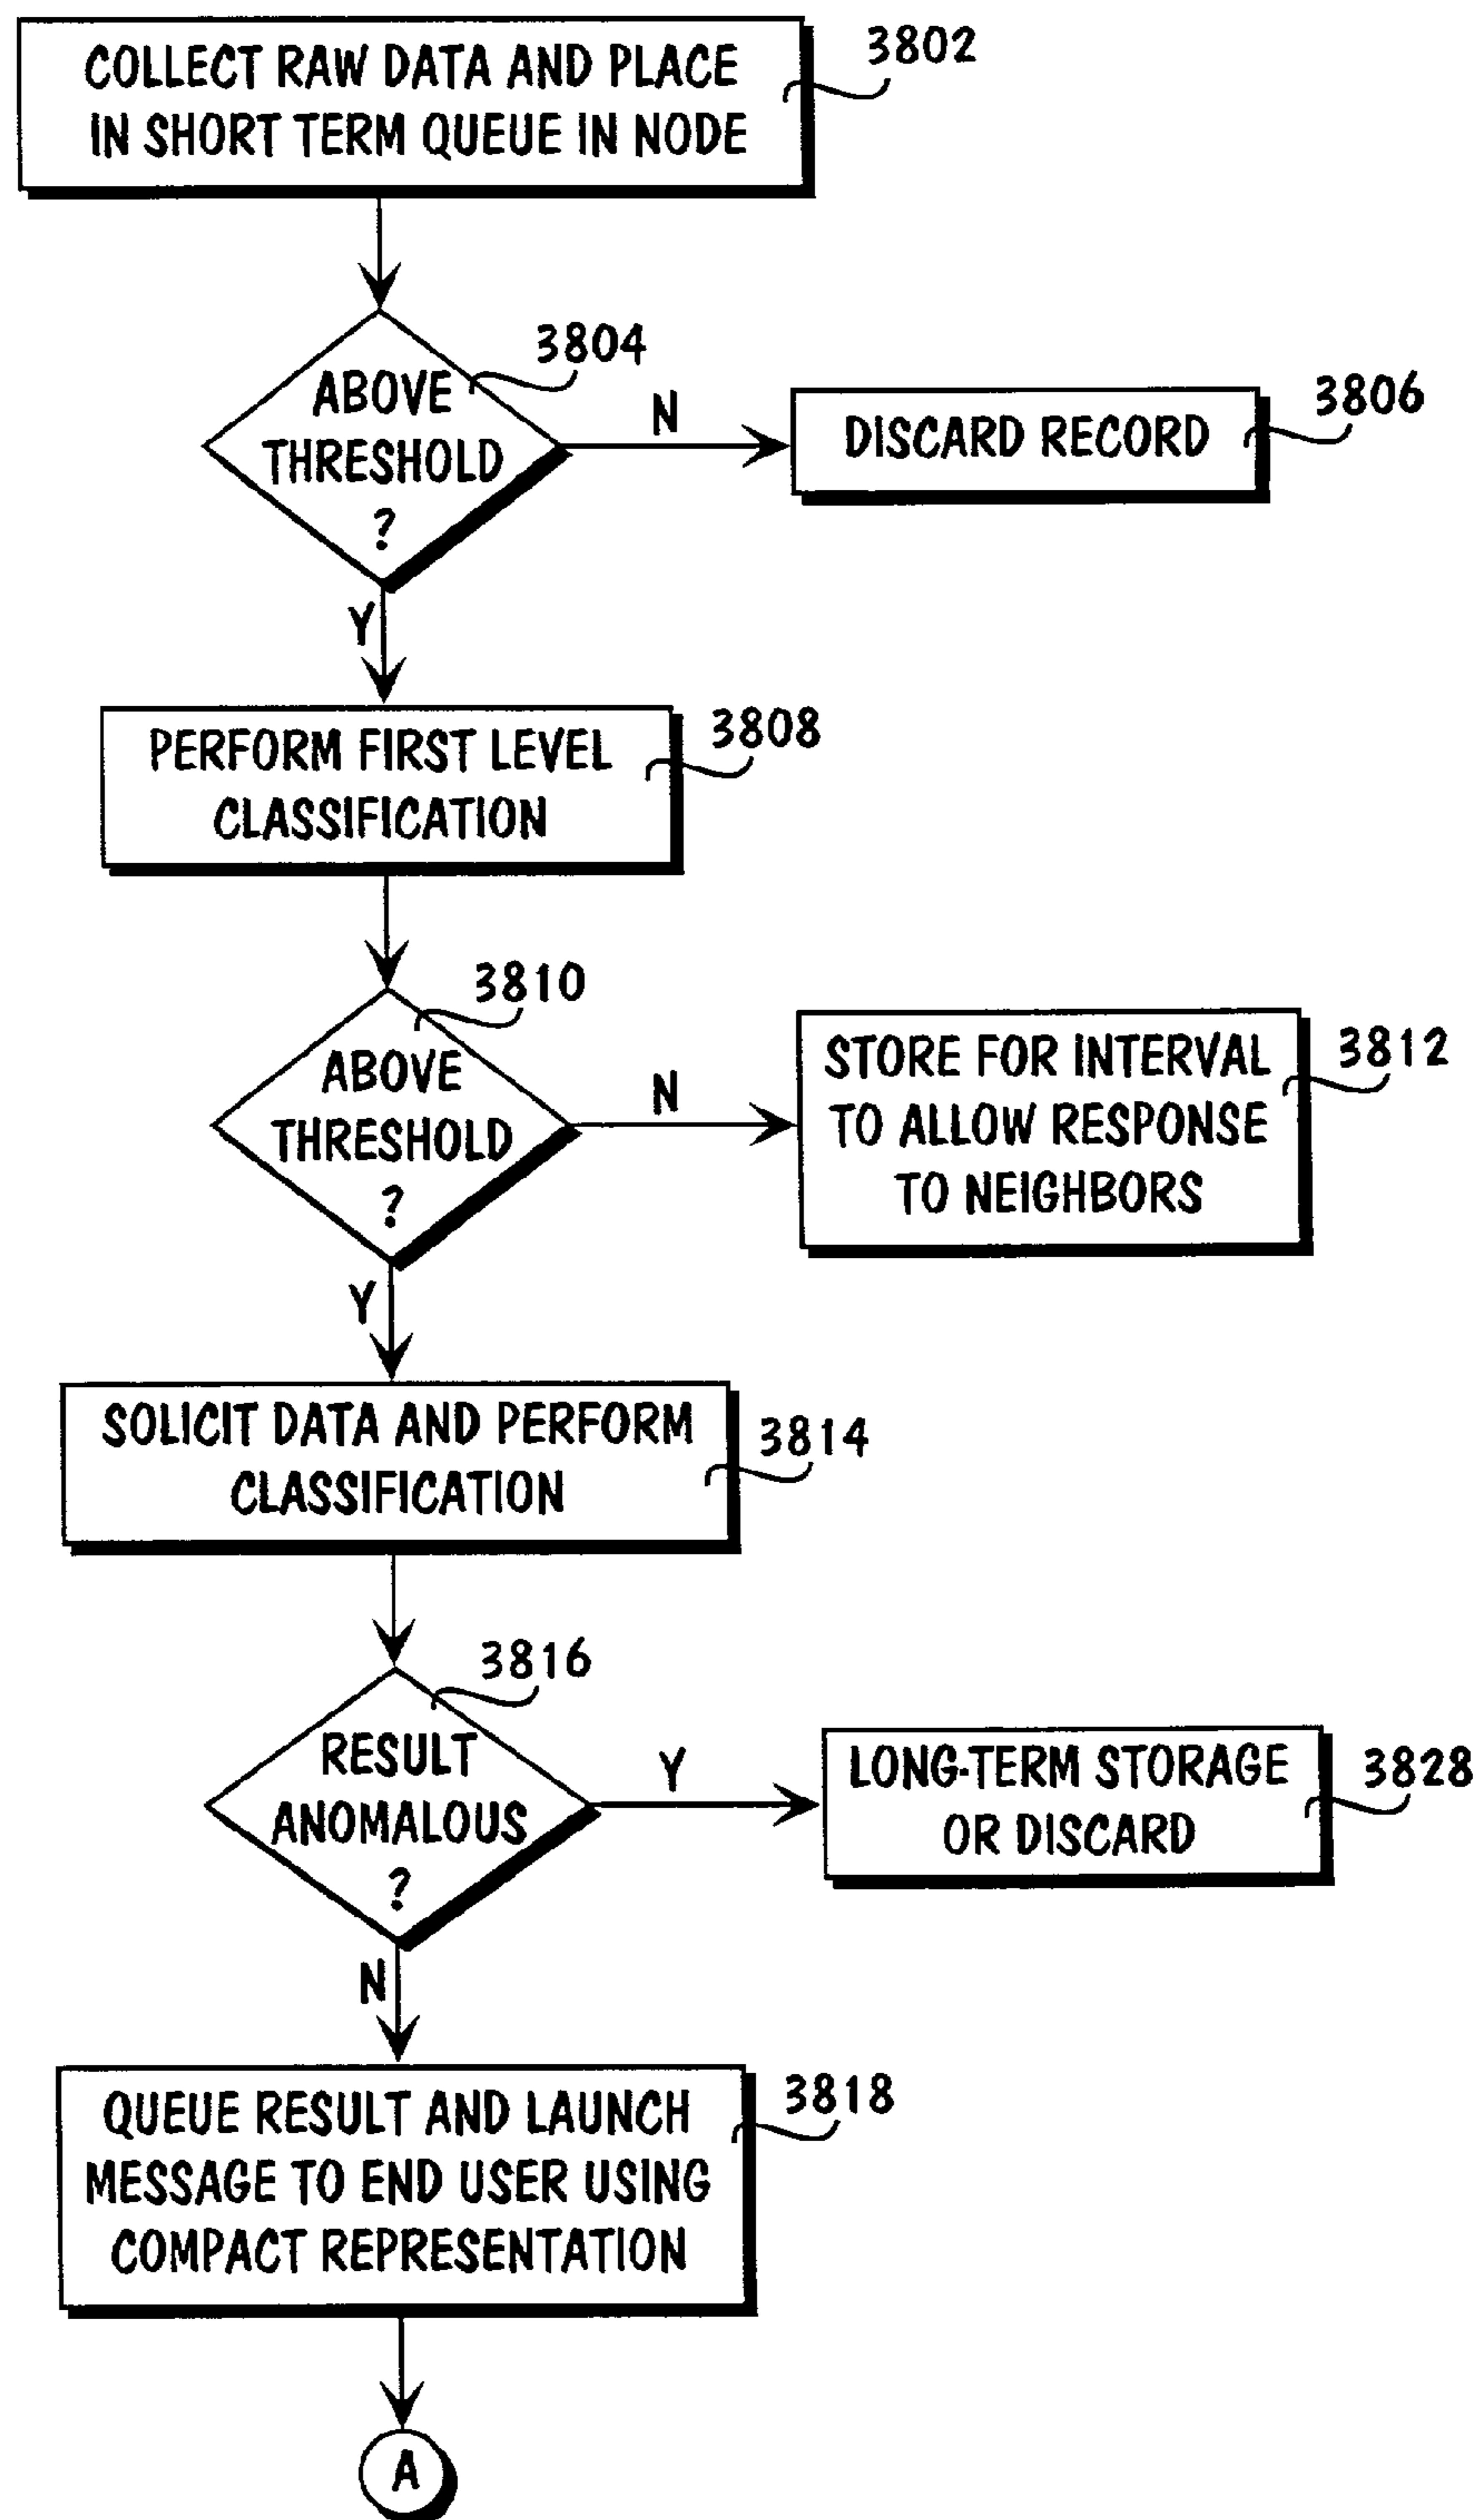 COLLECT RAW DATA AND PLACE
IN SHORT TERM QUEUE IN NODE
3802
ABOVE
THRESHOLD
?
3804
N
DISCARD RECORD
3806
Y
PERFORM FIRST LEVEL
CLASSIFICATION
3808
ABOVE
THRESHOLD
?
3810
N
STORE FOR INTERVAL
TO ALLOW RESPONSE
TO NEIGHBORS
3812
Y
SOLICIT DATA AND PERFORM
CLASSIFICATION
3814
RESULT
ANOMALOUS
?
3816
Y
LONG-TERM STORAGE
OR DISCARD
3828
N
QUEUE RESULT AND LAUNCH
MESSAGE TO END USER USING
COMPACT REPRESENTATION
3818
A